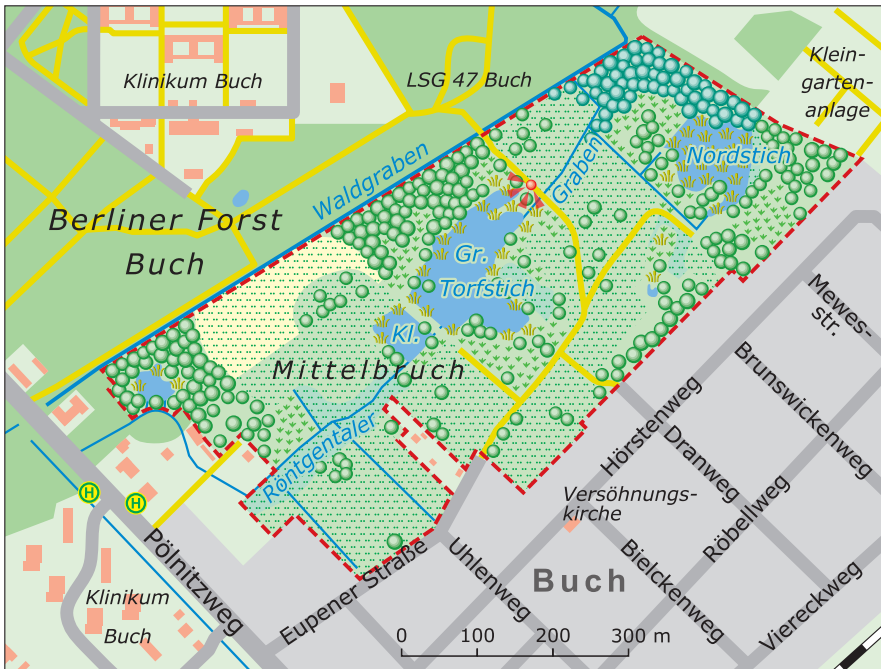 Klinikum Buch
LSG 47 Buch
Klein-
garten-
anlage
Waldgraben
Graben
Nordstich
Berliner Forst
Buch
Gr.
Torfstich
Kl.
Mittelbruch
Röntgentaler
Mewes-
str.
Brunswickenweg
Hörstenweg
Dranweg
Röbellweg
Versöhnungs-
kirche
H
H
Pölnitzweg
Klinikum
Buch
Eupener Straße
Uhlenweg
Buch
Bielckenweg
Viereckweg
0 100 200 300 m